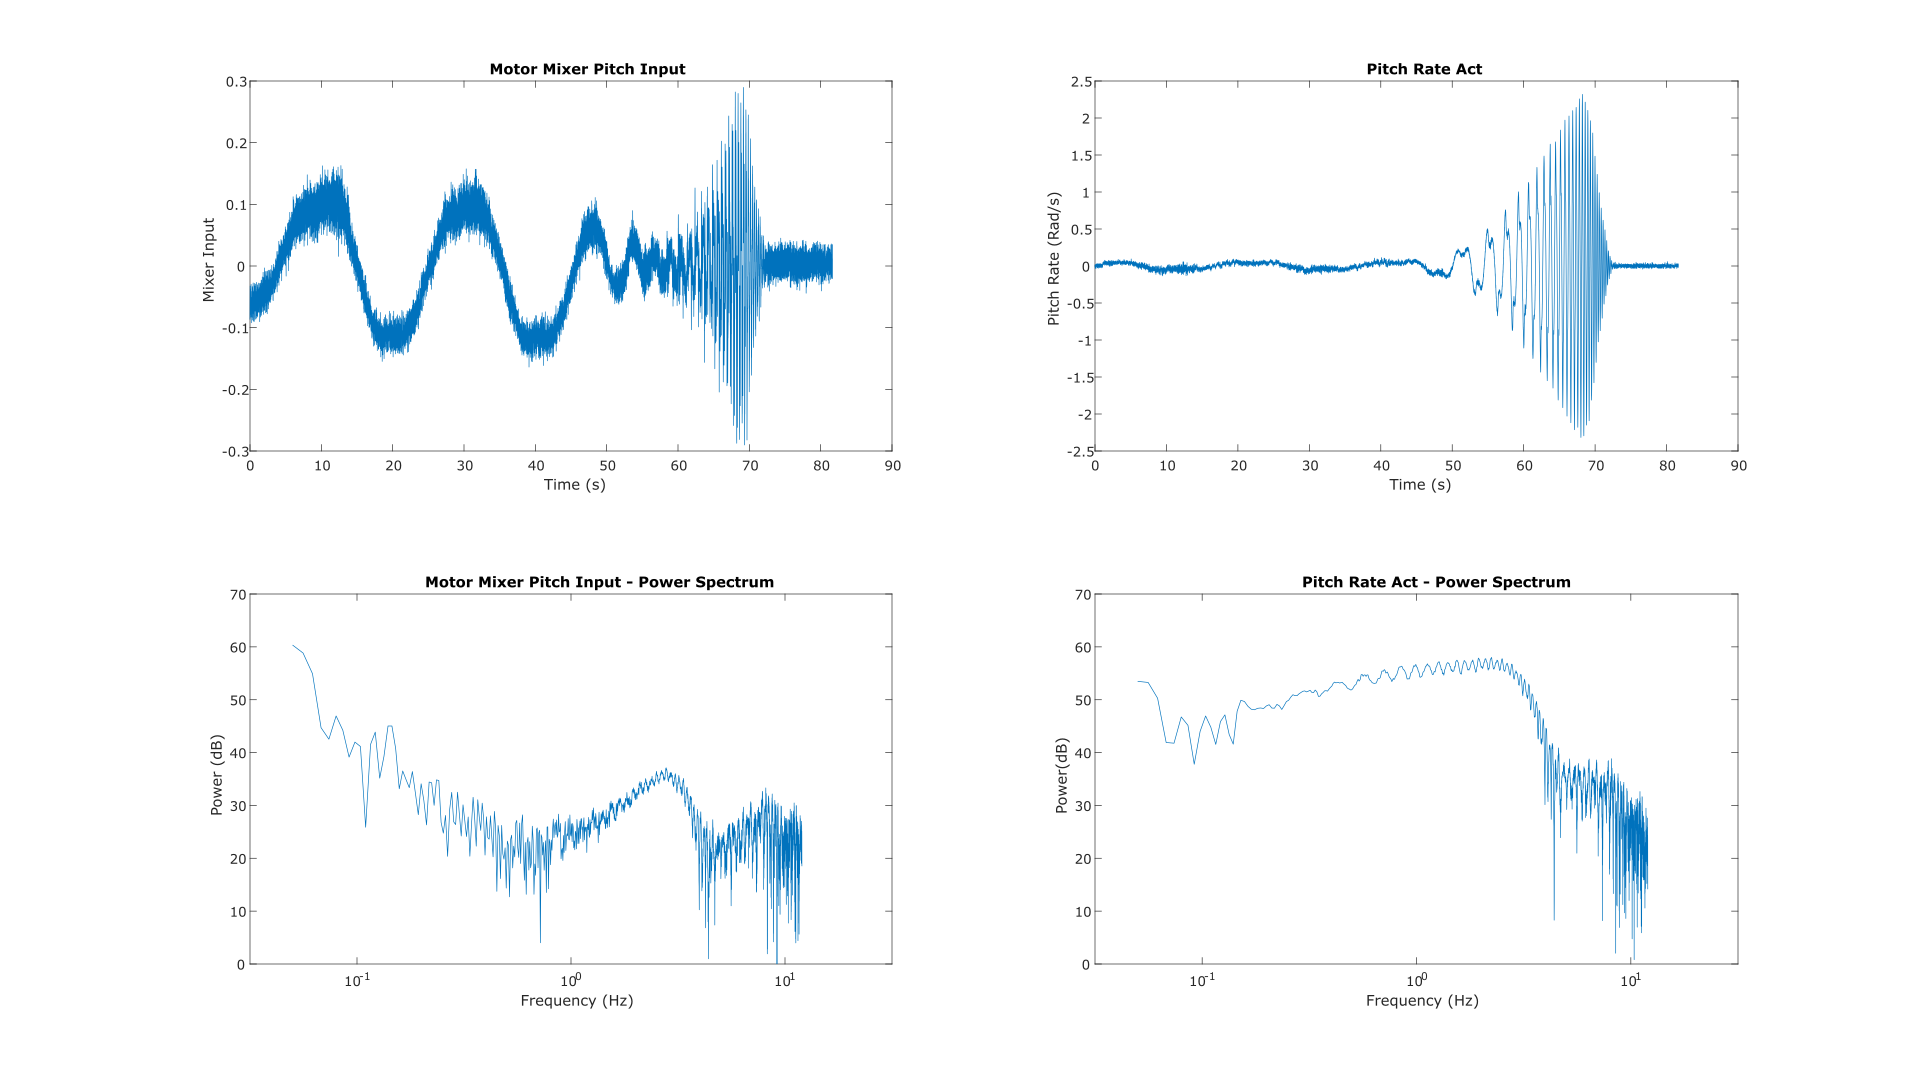 Motor Mixer Pitch Input
0.3
0.2
0.1
0
-0.1
-0.2
-0.3
Mixer Input
0 10 20 30 40 50 60 70 80 90
Time (s)
Pitch Rate Act
2.5
2
1.5
1
0.5
0
-0.5
-1
-1.5
-2
-2.5
Pitch Rate (Rad/s)
0 10 20 30 40 50 60 70 80 90
Time (s)
Motor Mixer Pitch Input - Power Spectrum
70
60
50
40
30
20
10
0
Power (dB)
10-1 100 101
Frequency (Hz)
Pitch Rate Act - Power Spectrum
70
60
50
40
30
20
10
0
Power(dB)
10-1 100 101
Frequency (Hz)